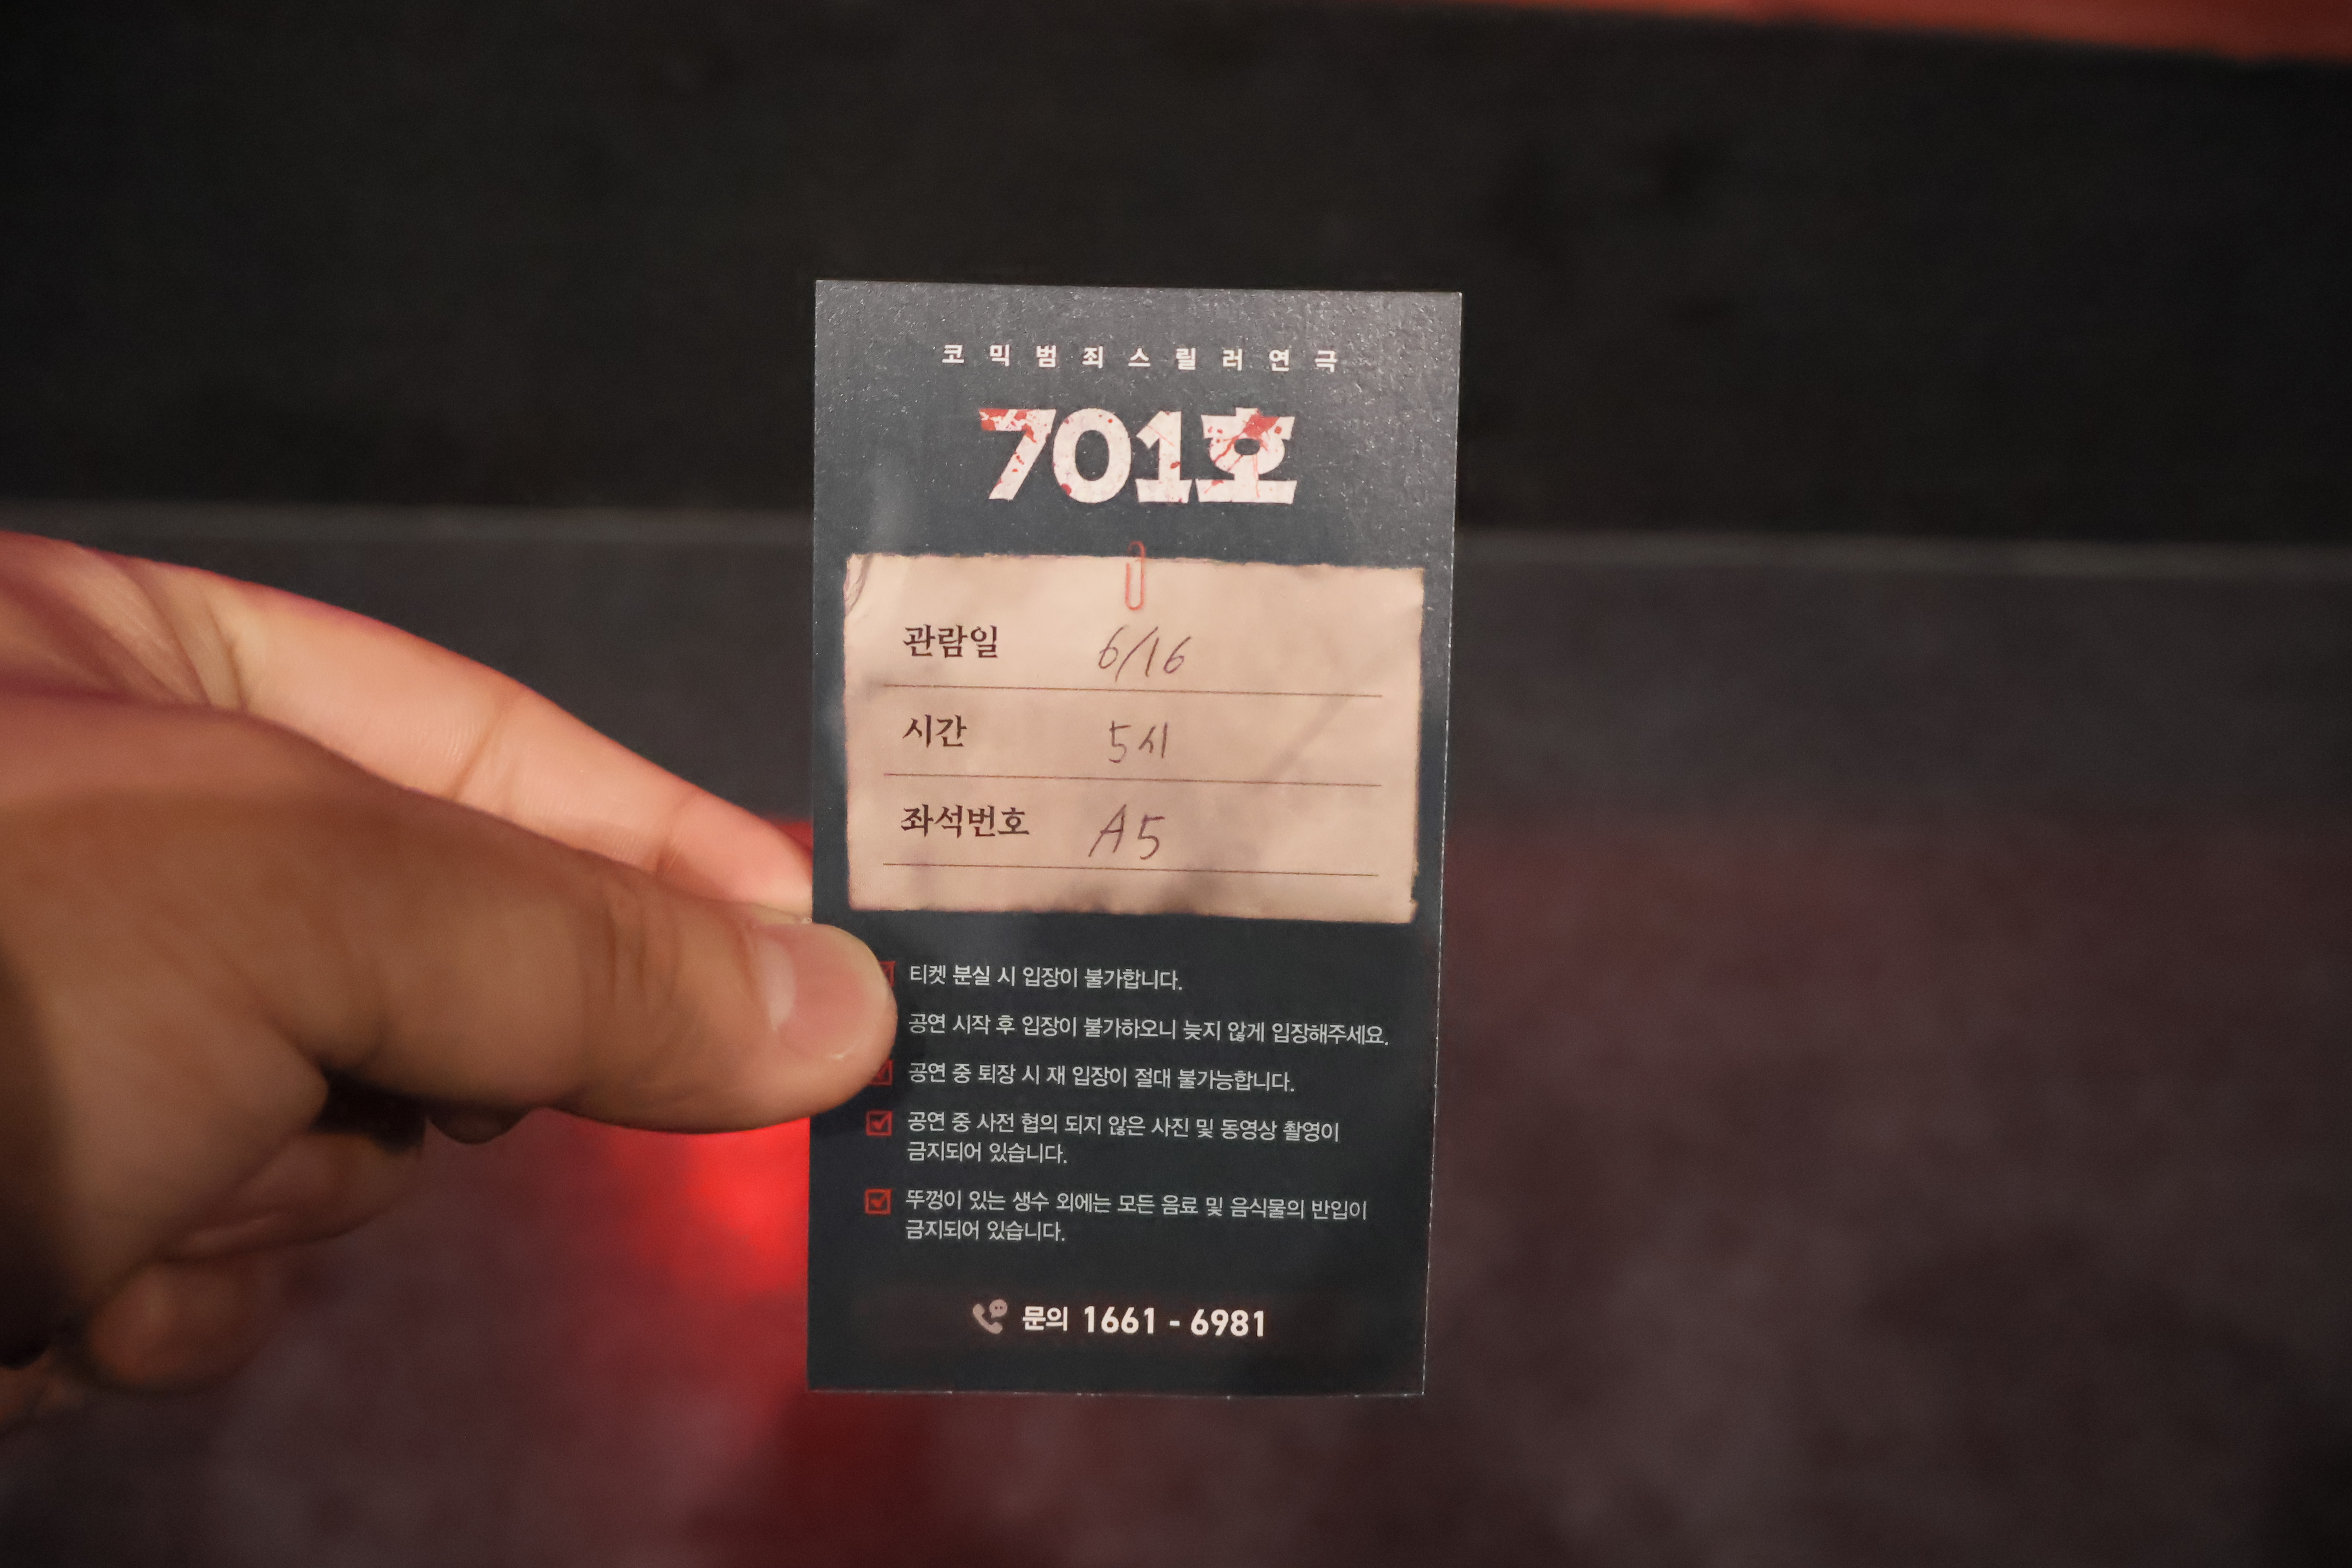 코믹범죄스릴러연극
701호
관람일 6/16
시간 5시
좌석번호 A5
티켓 분실 시 입장이 불가합니다.
공연 시작 후 입장이 불가하오니 늦지 않게 입장해주세요.
공연 중 퇴장 시 재 입장이 절대 불가능합니다.
공연 중 사전 협의 되지 않은 사진 및 동영상 촬영이
금지되어 있습니다.
뚜껑이 있는 생수 외에는 모든 음료 및 음식물의 반입이
금지되어 있습니다.
문의 1661 - 6981